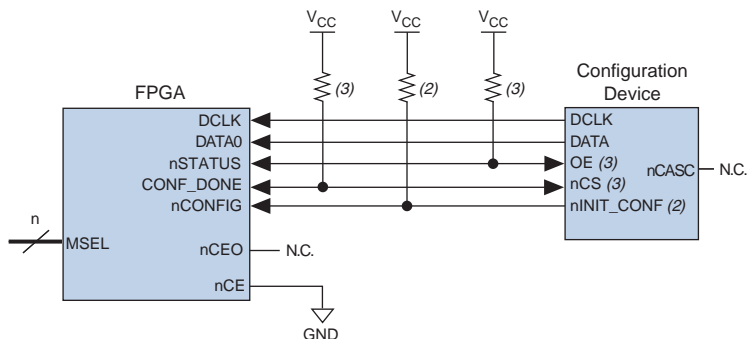 VCC VCC VCC
(3) (2) (3)
FPGA
Configuration
Device
DCLK DCLK
DATA0 DATA
nSTATUS OE (3)
nCASC N.C.
CONF_DONE nCS (3)
nCONFIG nINIT_CONF (2)
n
MSEL
nCEO N.C.
nCE
GND